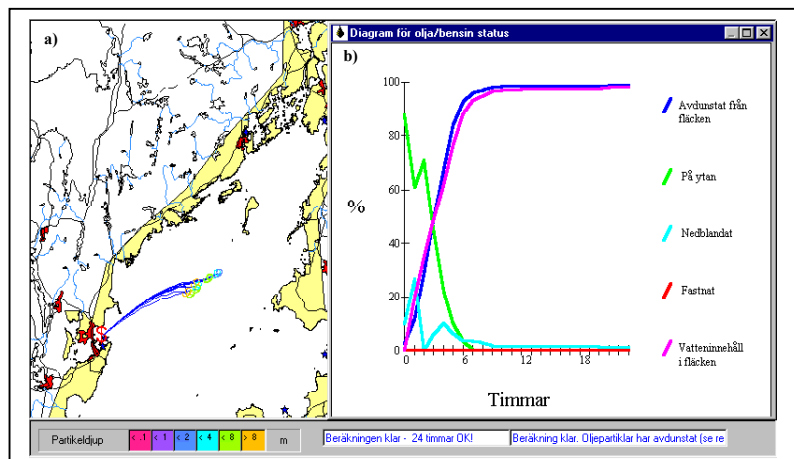 a)
Diagram för olja/bensin status
b)
100
80
60
40
20
0
%
0
6
12
18
Timmar
Avdunstat från
fläcken
På ytan
Nedblandat
Fastnat
Vatteninnehåll
i fläcken
Partikeldjup
< .1
< 1
< 2
< 4
< 8
> 8
m
Beräkningen klar - 24 timmar OK!
Beräkning klar. Oljepartiklar har avdunstat (se re